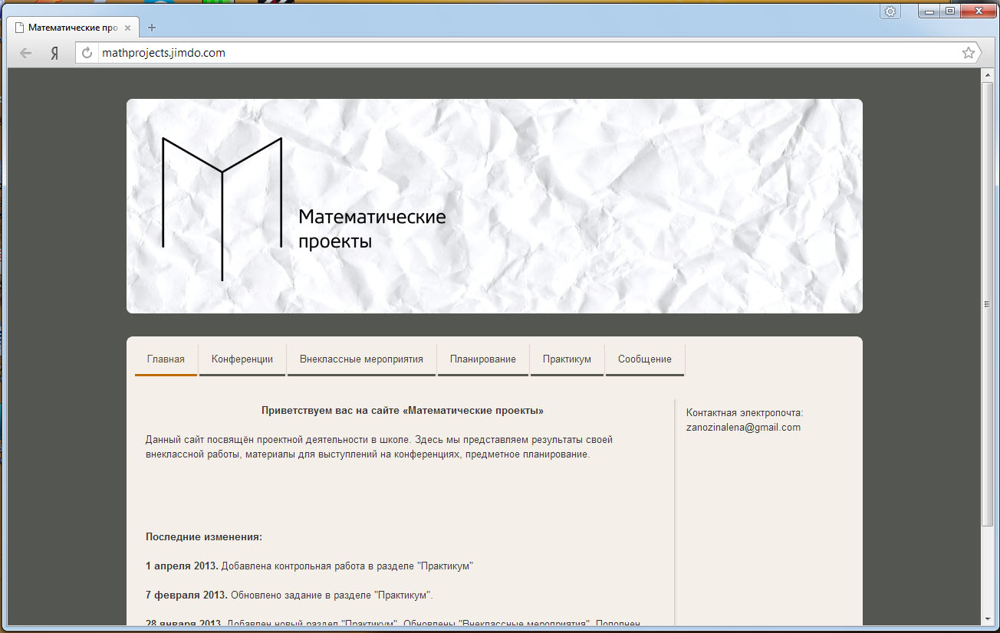 Математические про
Я
mathprojects.jimdo.com
Математические
проекты
Главная
Конференции
Внеклассные мероприятия
Планирование
Практикум
Сообщение
Приветствуем вас на сайте «Математические проекты»
Данный сайт посвящён проектной деятельности в школе. Здесь мы представляем результаты своей
внеклассной работы, материалы для выступлений на конференциях, предметное планирование.
Контактная электропочта:
zanozinalena@gmail.com
Последние изменения:
1 апреля 2013. Добавлена контрольная работа в разделе "Практикум"
7 февраля 2013. Обновлено задание в разделе "Практикум".
28 января 2013. Добавлен новый раздел "Практикум". Обновлены "Внеклассные мероприятия". Пополнен